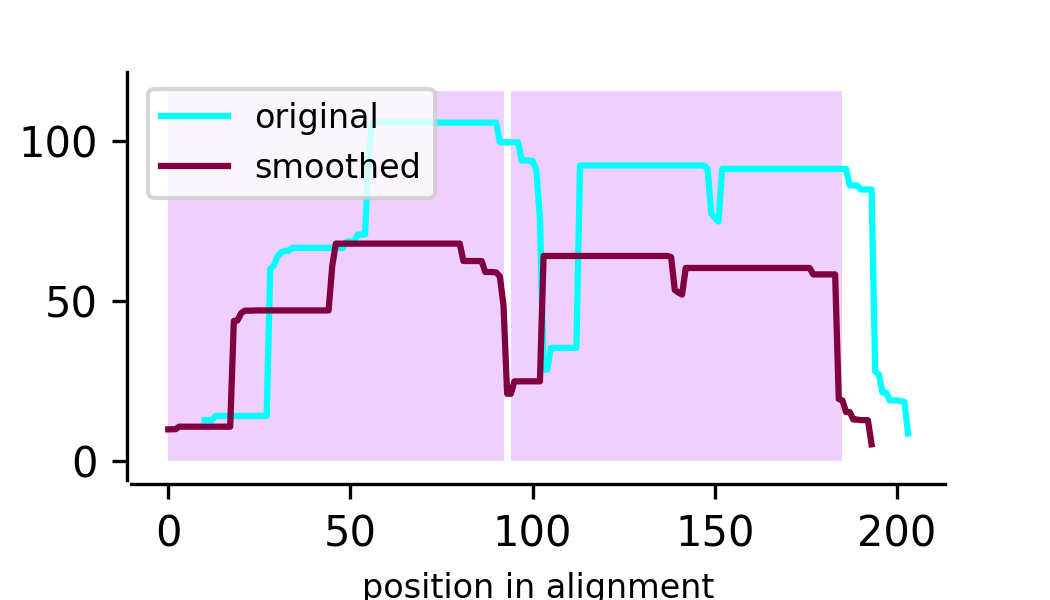 original
smoothed
100
50
0
0 50 100 150 200
position in alignment